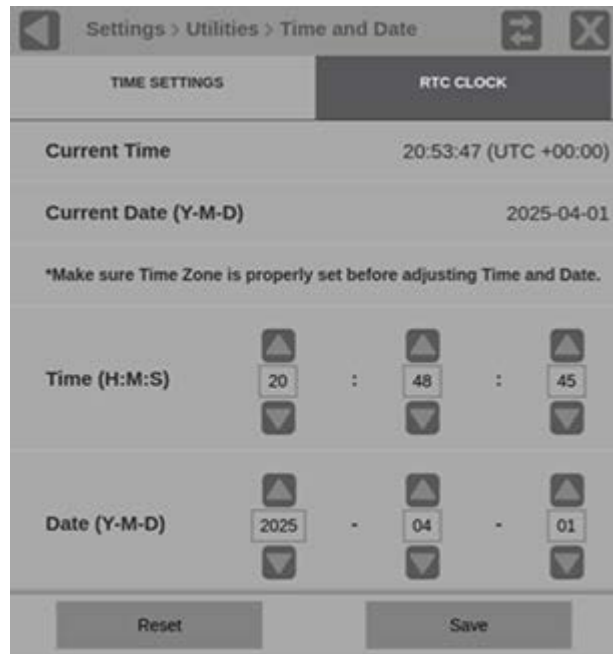 Settings > Utilities > Time and Date
TIME SETTINGS RTC CLOCK
Current Time 20:53:47 (UTC +00:00)
Current Date (Y-M-D) 2025-04-01
*Make sure Time Zone is properly set before adjusting Time and Date.
Time (H:M:S) 20 : 48 : 45
Date (Y-M-D) 2025 - 04 - 01
Reset Save